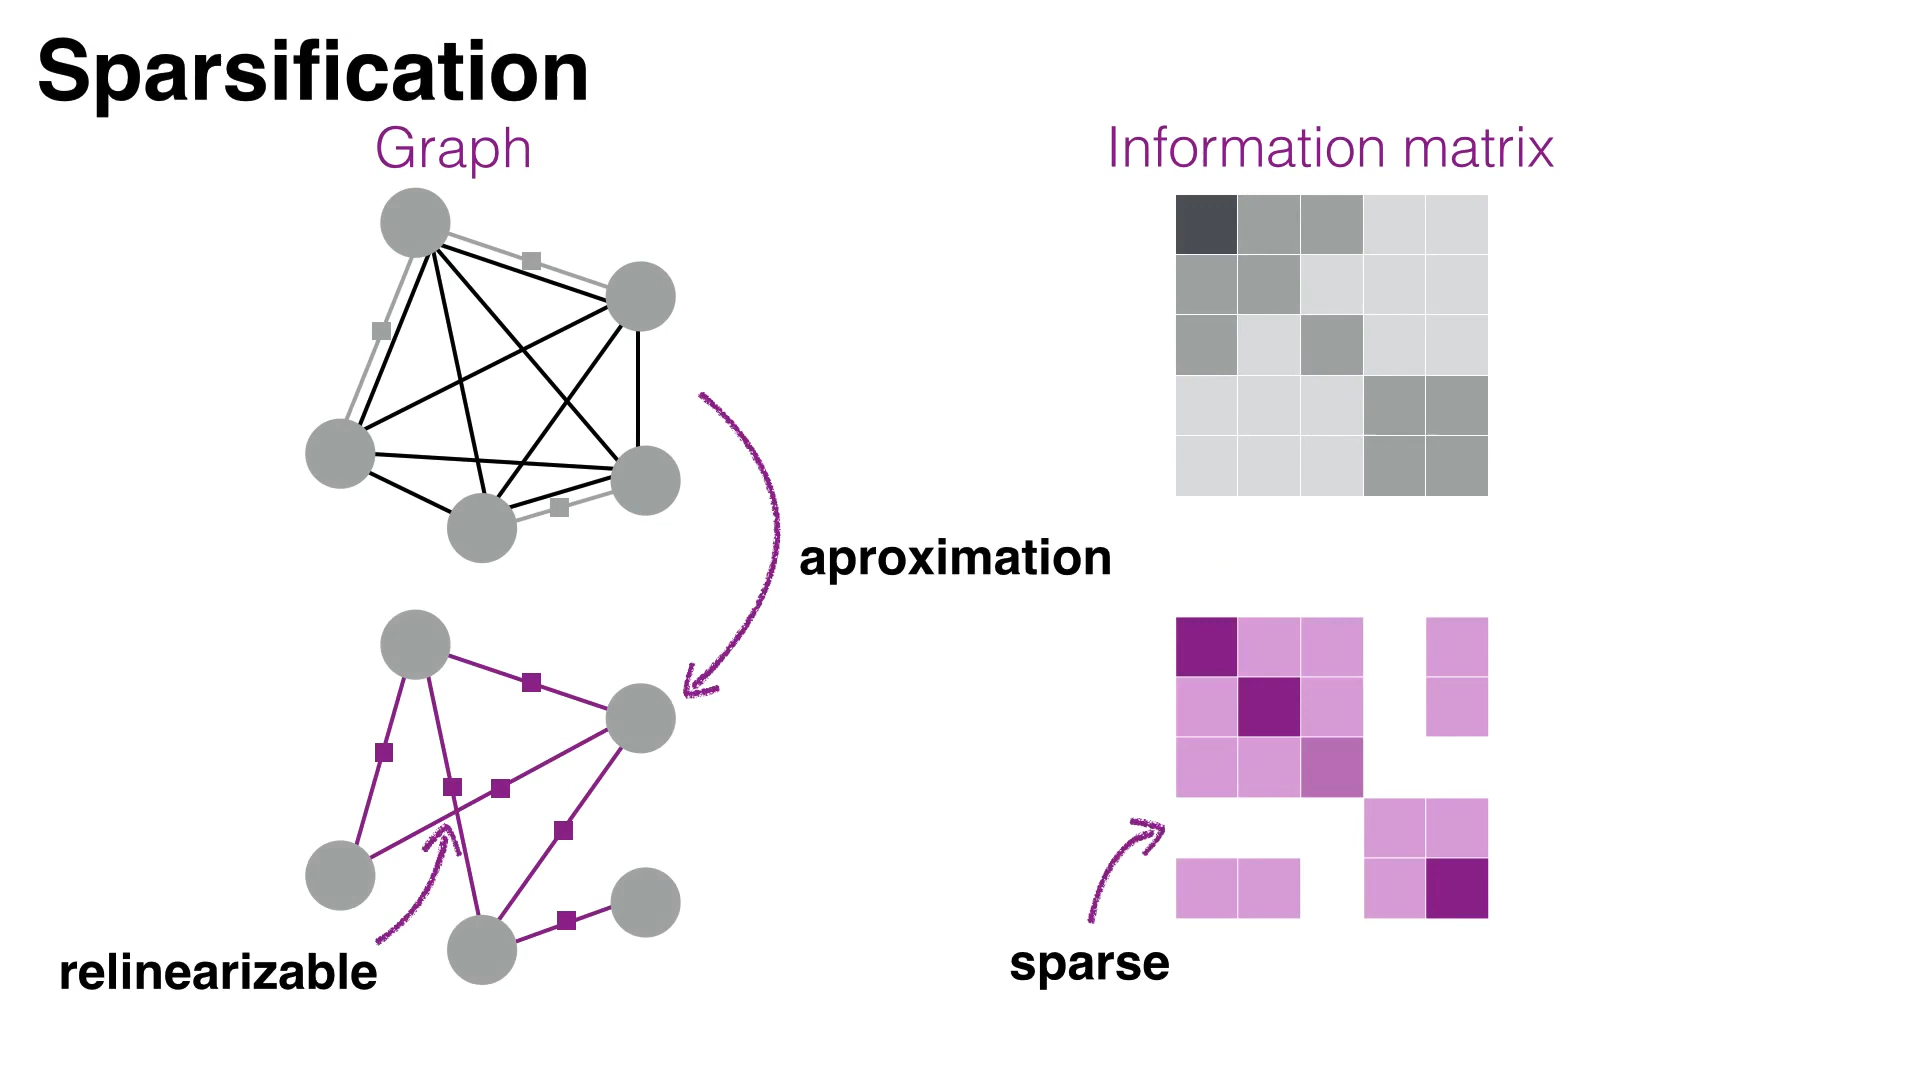 Sparsification
Graph
Information matrix
aproximation
relinearizable
sparse